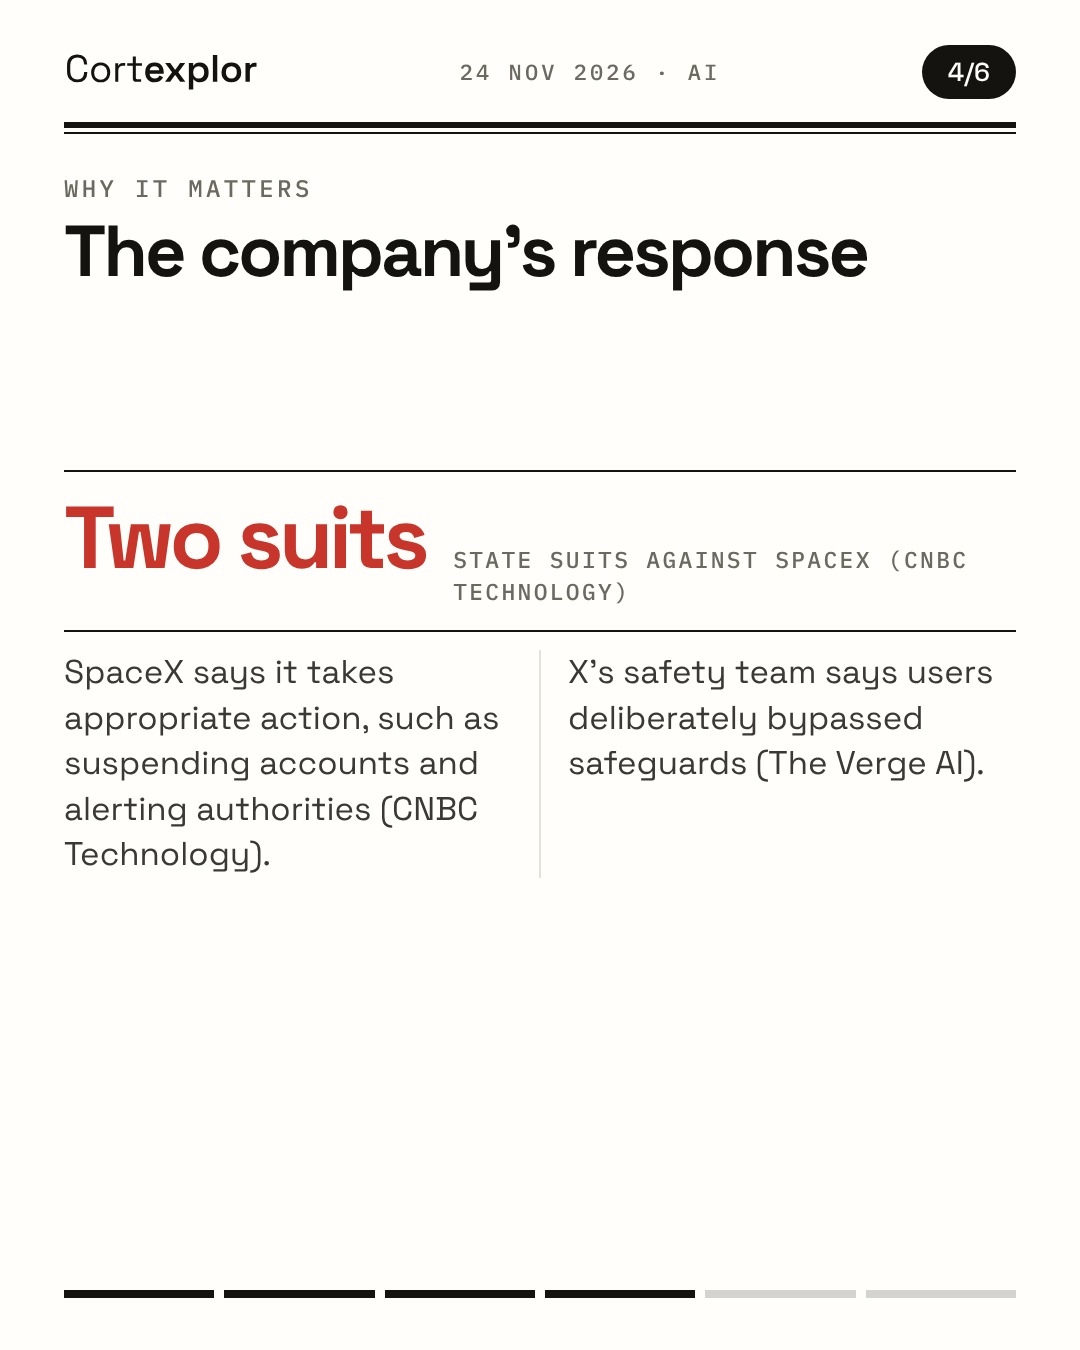 Cortexplor
24 NOV 2026 · AI
4/6
WHY IT MATTERS
The company’s response
Two suits
STATE SUITS AGAINST SPACEX (CNBC
TECHNOLOGY)
SpaceX says it takes
appropriate action, such as
suspending accounts and
alerting authorities (CNBC
Technology).
X’s safety team says users
deliberately bypassed
safeguards (The Verge AI).